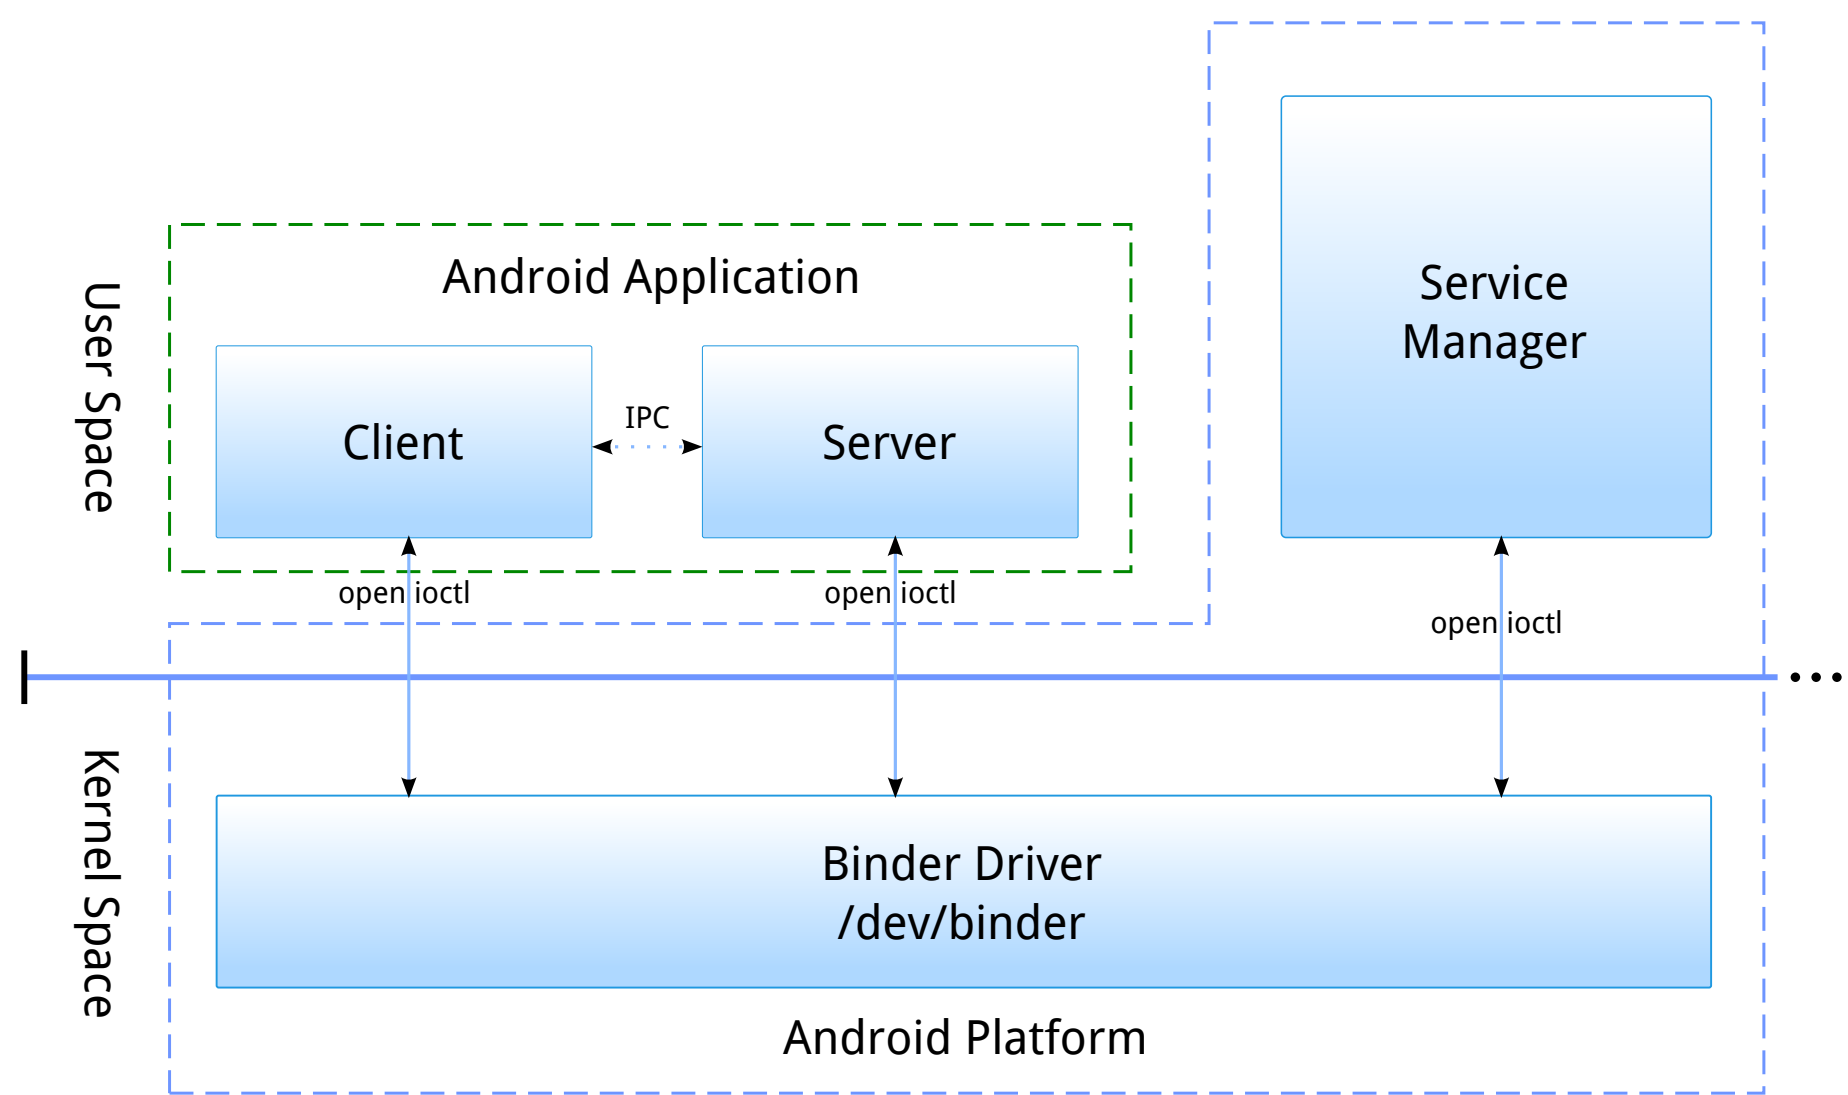 Service
Manager
Android Application
User Space
Client
IPC
Server
open ioctl
open ioctl
open ioctl
Kernel Space
Binder Driver
/dev/binder
Android Platform